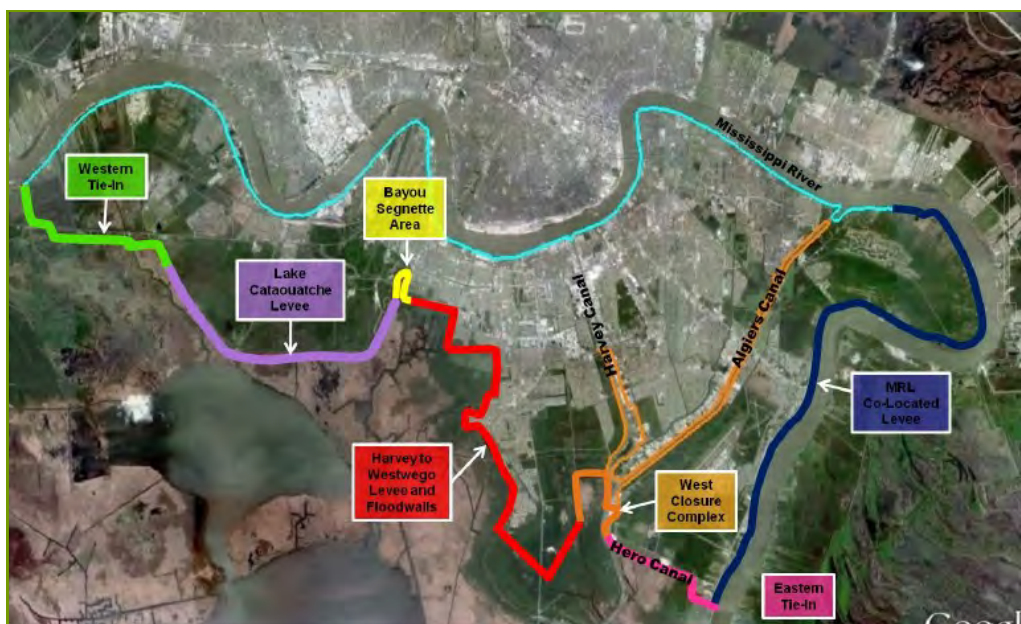 Western
Tie-In
Bayou
Segnette
Area
Mississippi River
Lake
Cataouatche
Levee
Harvey Canal
Algiers Canal
MRL
Co-Located
Levee
Harvey to
Westwego
Levee and
Floodwalls
West
Closure
Complex
Hero Canal
Eastern
Tie-In
Google